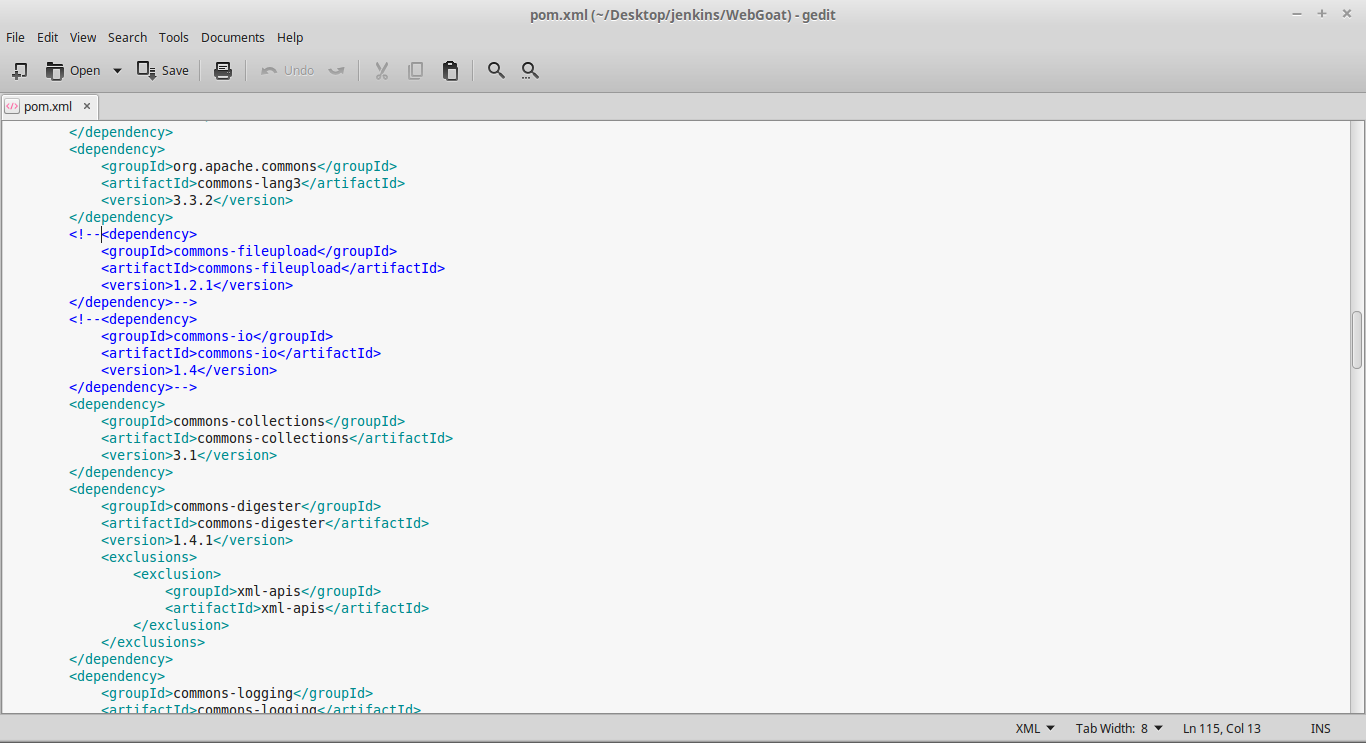 pom.xml (~/Desktop/jenkins/WebGoat) - gedit
File Edit View Search Tools Documents Help
Open Save Undo
pom.xml
</dependency>
<dependency>
<groupId>org.apache.commons</groupId>
<artifactId>commons-lang3</artifactId>
<version>3.3.2</version>
</dependency>
<!--<dependency>
<groupId>commons-fileupload</groupId>
<artifactId>commons-fileupload</artifactId>
<version>1.2.1</version>
</dependency>-->
<!--<dependency>
<groupId>commons-io</groupId>
<artifactId>commons-io</artifactId>
<version>1.4</version>
</dependency>-->
<dependency>
<groupId>commons-collections</groupId>
<artifactId>commons-collections</artifactId>
<version>3.1</version>
</dependency>
<dependency>
<groupId>commons-digester</groupId>
<artifactId>commons-digester</artifactId>
<version>1.4.1</version>
<exclusions>
<exclusion>
<groupId>xml-apis</groupId>
<artifactId>xml-apis</artifactId>
</exclusion>
</exclusions>
</dependency>
<dependency>
<groupId>commons-logging</groupId>
<artifactId>commons-logging</artifactId>
XML Tab Width: 8 Ln 115, Col 13 INS